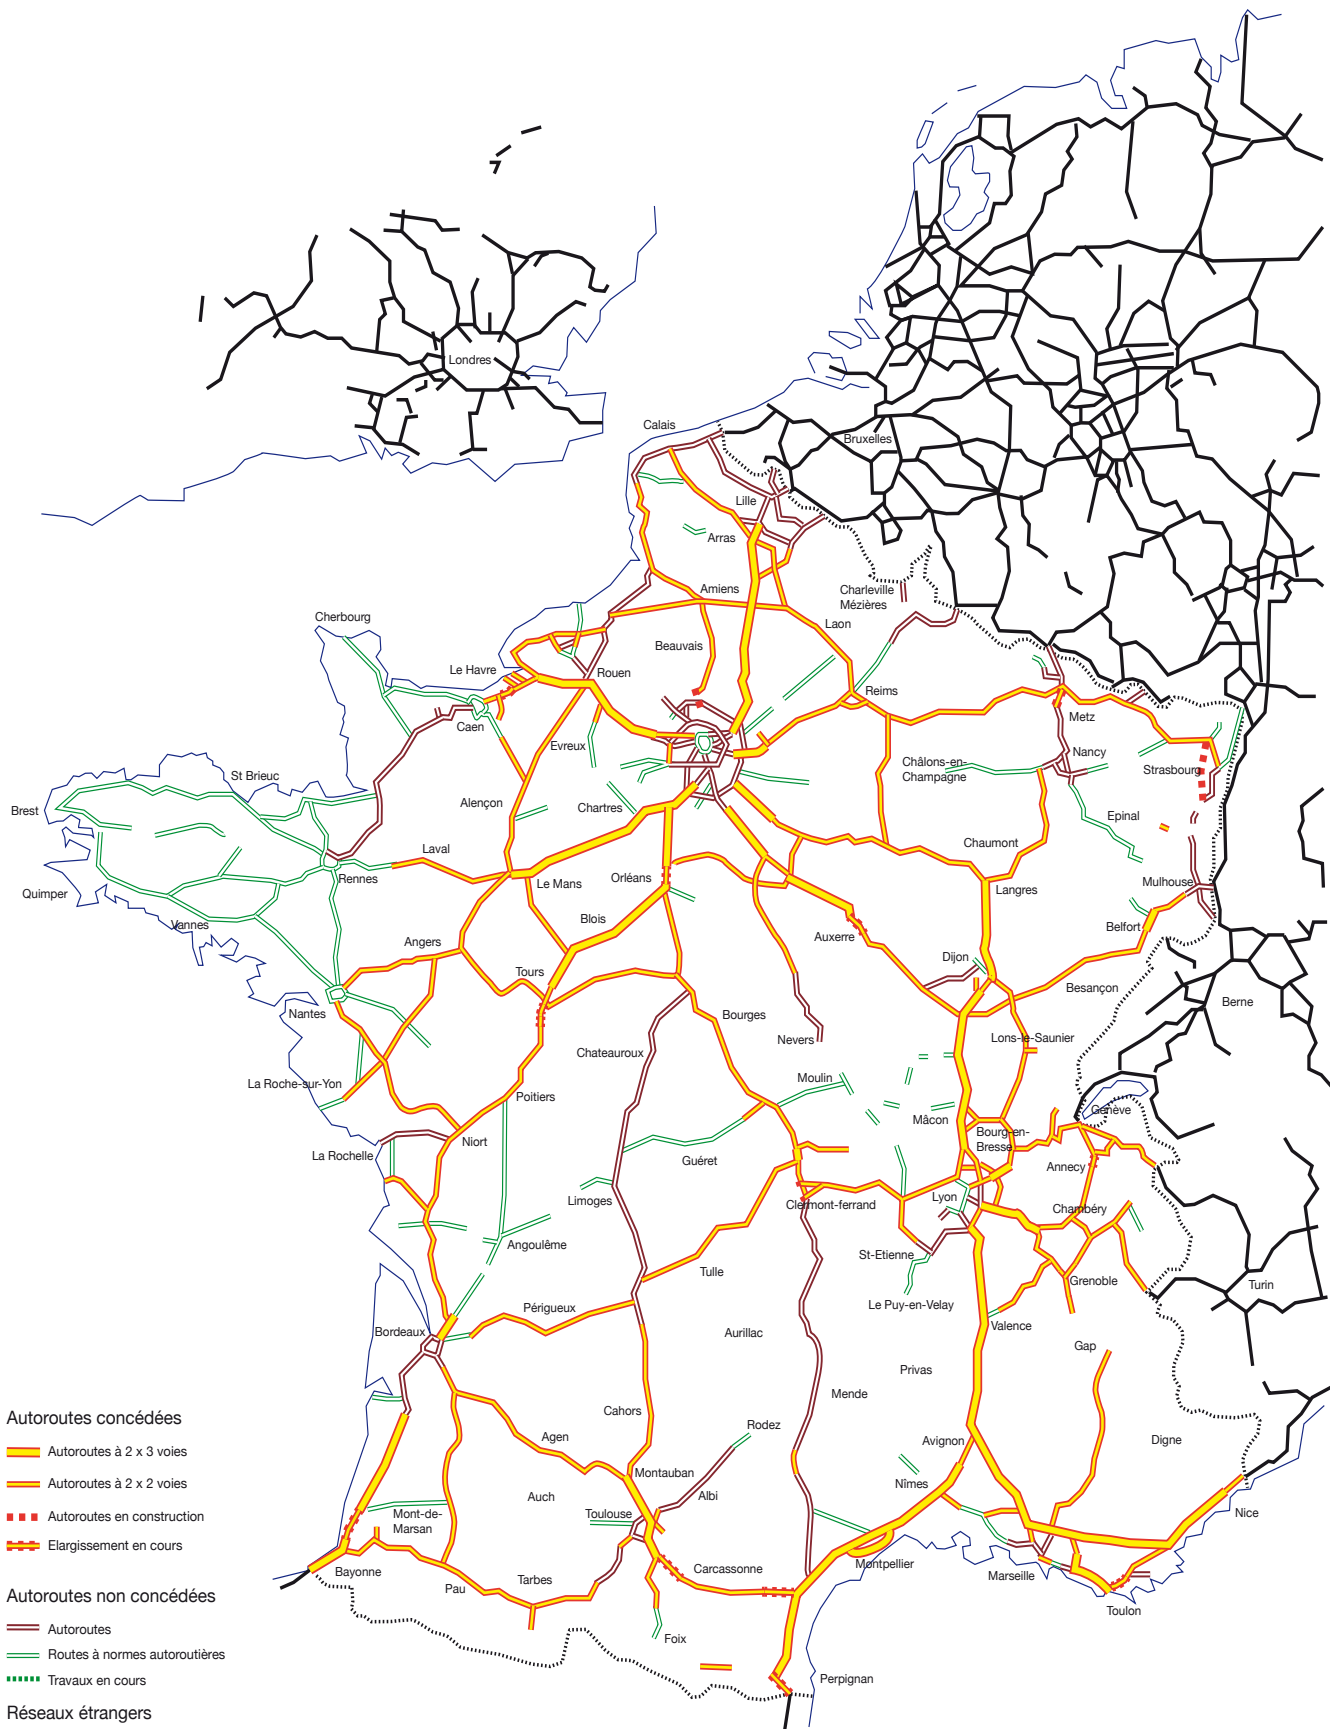 Londres
Calais
Bruxelles
Lille
Arras
Amiens
Charleville
Mézières
Cherbourg
Laon
Beauvais
Le Havre
Rouen
Reims
Metz
Caen
Evreux
Nancy
Châlons-en-
Champagne
Strasbourg
St Brieuc
Brest
Alençon
Chartres
Epinal
Laval
Chaumont
Rennes
Le Mans
Orléans
Langres
Mulhouse
Quimper
Vannes
Blois
Auxerre
Belfort
Angers
Tours
Dijon
Besançon
Nantes
Bourges
Berne
Nevers
Lons-le-Saunier
Chateauroux
La Roche-sur-Yon
Moulin
Poitiers
Mâcon
Genève
Niort
Bourg-en-
Bresse
La Rochelle
Guéret
Annecy
Limoges
Clermont-ferrand
Lyon
Chambéry
Angoulême
St-Etienne
Tulle
Grenoble
Turin
Le Puy-en-Velay
Périgueux
Valence
Bordeaux
Aurillac
Gap
Privas
Mende
Autoroutes concédées
Cahors
Rodez
Agen
Avignon
Digne
Autoroutes à 2 x 3 voies
Montauban
Autoroutes à 2 x 2 voies
Nîmes
Auch
Albi
Mont-de-
Marsan
Toulouse
Nice
Autoroutes en construction
Elargissement en cours
Bayonne
Carcassonne
Montpellier
Marseille
Pau
Tarbes
Autoroutes non concédées
Toulon
Autoroutes
Foix
Routes à normes autoroutières
Travaux en cours
Perpignan
Réseaux étrangers